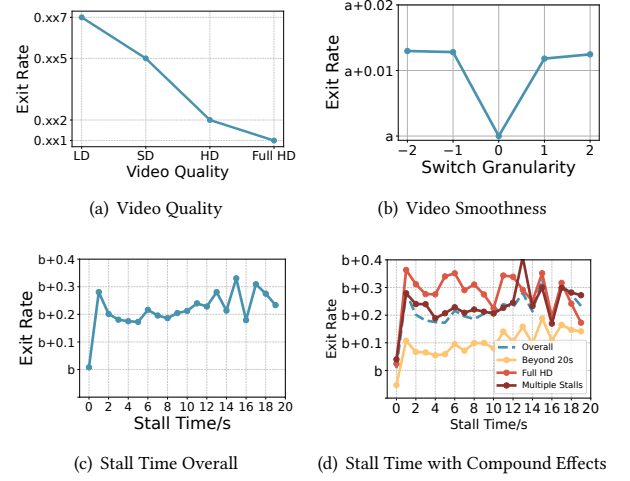 0.xx7
0.xx5
0.xx2
0.xx1
Exit Rate
LD SD HD Full HD
Video Quality
(a) Video Quality
a+0.02
a+0.01
a
Exit Rate
−2 −1 0 1 2
Switch Granularity
(b) Video Smoothness
b+0.4
b+0.3
b+0.2
b+0.1
b
Exit Rate
0 2 4 6 8 10 12 14 16 18 20
Stall Time/s
(c) Stall Time Overall
b+0.4
b+0.3
b+0.2
b+0.1
b
Exit Rate
Overall
Beyond 20s
Full HD
Multiple Stalls
0 2 4 6 8 10 12 14 16 18 20
Stall Time/s
(d) Stall Time with Compound Effects